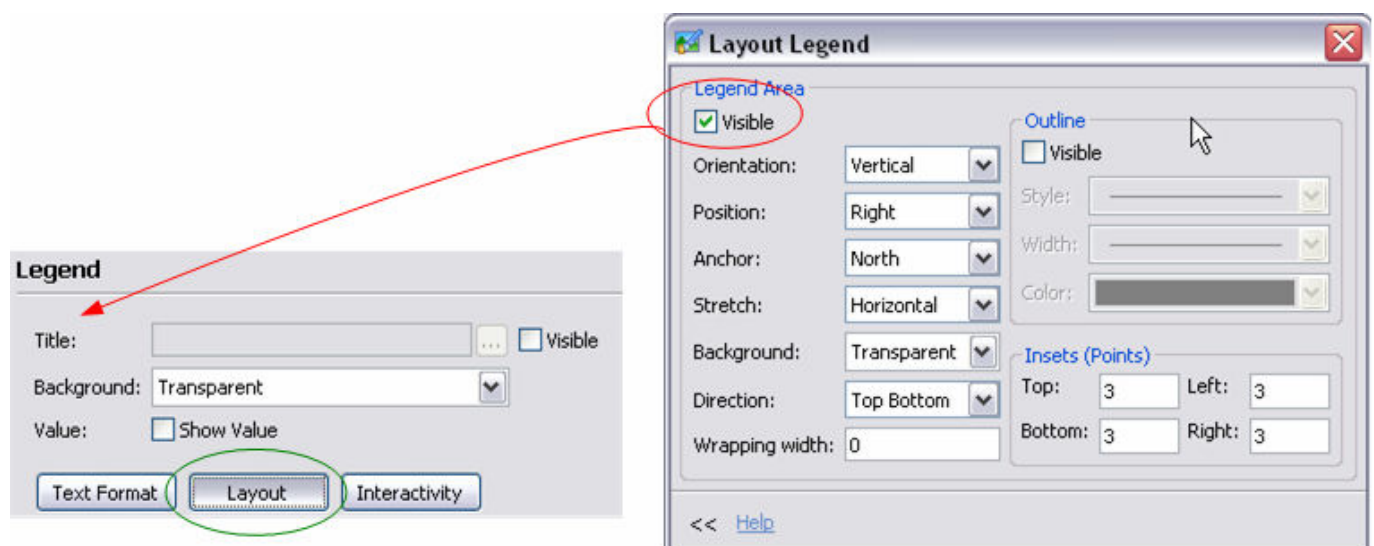 Layout Legend
Legend Area
Visible
Orientation: Vertical
Position: Right
Anchor: North
Stretch: Horizontal
Background: Transparent
Direction: Top Bottom
Wrapping width: 0
Outline
Visible
Style:
Width:
Color:
Insets (Points)
Top: 3 Left: 3
Bottom: 3 Right: 3
<< Help
Legend
Title: ... Visible
Background: Transparent
Value: Show Value
Text Format Layout Interactivity